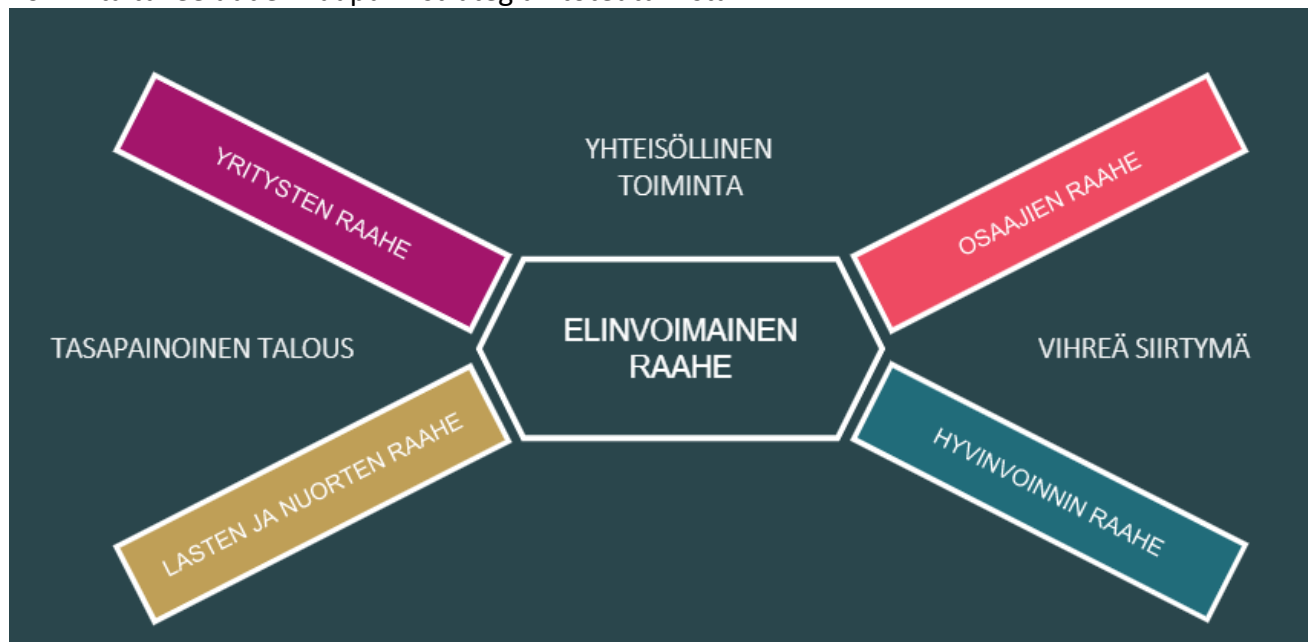 YRITYSTEN RAAHE
YHTEISÖLLINEN
TOIMINTA
OSAAJIEN RAAHE
TASAPAINOINEN TALOUS
ELINVOIMAINEN
RAAHE
VIHREÄ SIIRTYMÄ
LASTEN JA NUORTEN RAAHE
HYVINVOINNIN RAAHE